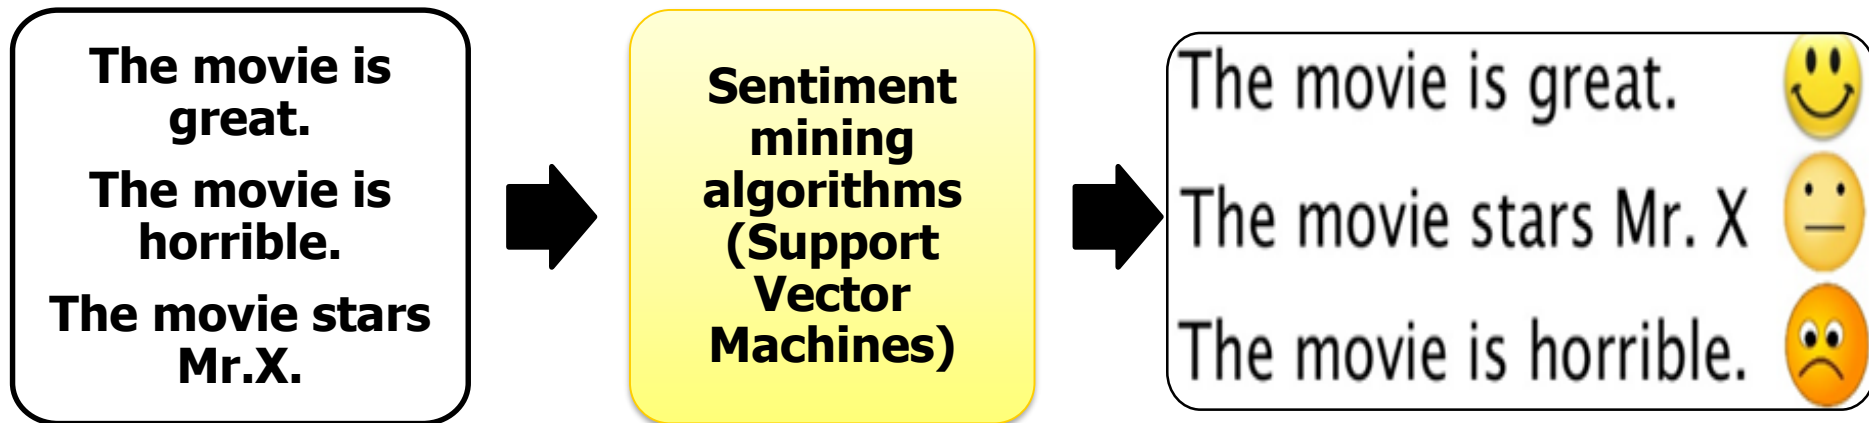 The movie is
great.
The movie is
horrible.
The movie stars
Mr.X.
Sentiment
mining
algorithms
(Support
Vector
Machines)
The movie is great.
The movie stars Mr. X
The movie is horrible.